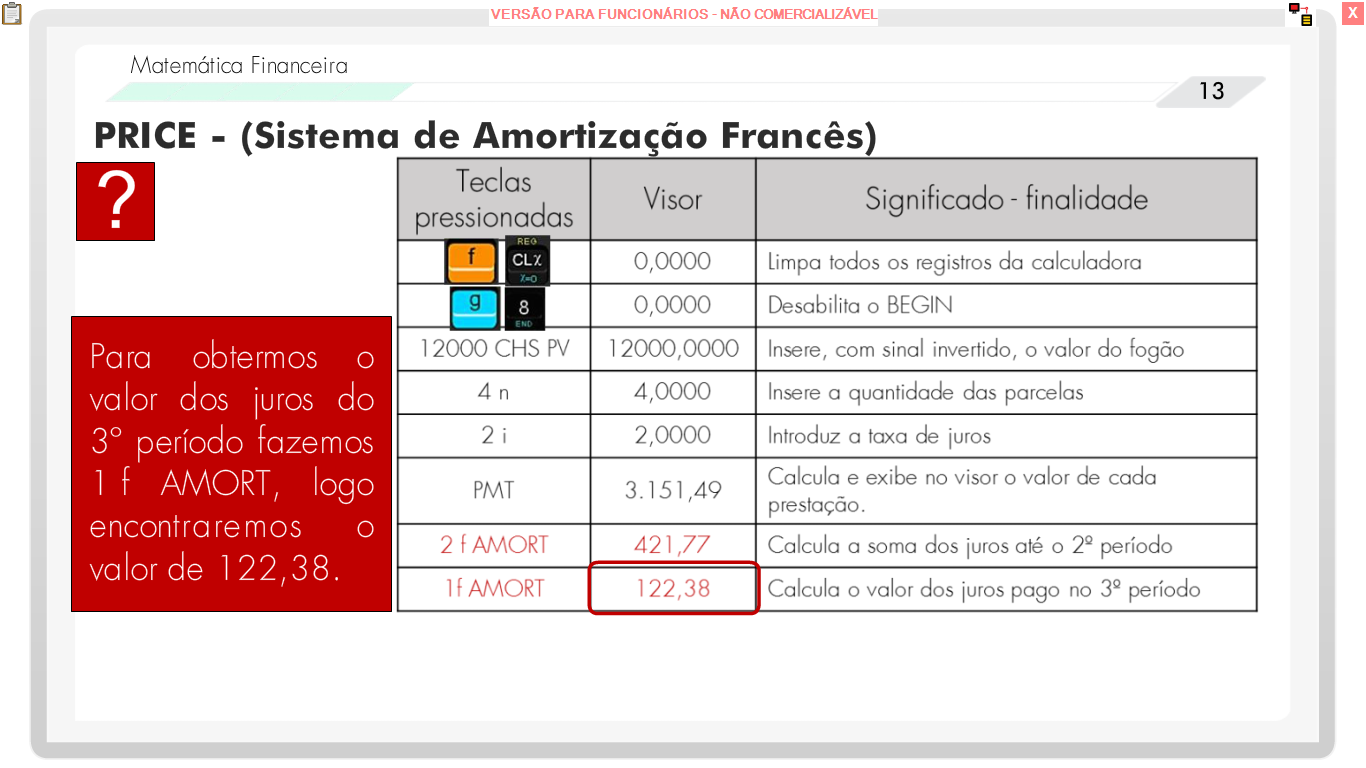 VERSÃO PARA FUNCIONÁRIOS - NÃO COMERCIALIZÁVEL
X
Matemática Financeira
13
PRICE - (Sistema de Amortização Francês)
?
Para obtermos o
valor dos juros do
3º período fazemos
1 f AMORT, logo
encontraremos o
valor de 122,38.
Teclas
pressionadas
Visor
Significado - finalidade
f
REG
CLX
X=0
0,0000
Limpa todos os registros da calculadora
g
8
END
0,0000
Desabilita o BEGIN
12000 CHS PV
12000,0000
Insere, com sinal invertido, o valor do fogão
4 n
4,0000
Insere a quantidade das parcelas
2 i
2,0000
Introduz a taxa de juros
PMT
3.151,49
Calcula e exibe no visor o valor de cada
prestação.
2 f AMORT
421,77
Calcula a soma dos juros até o 2º período
1f AMORT
122,38
Calcula o valor dos juros pago no 3º período